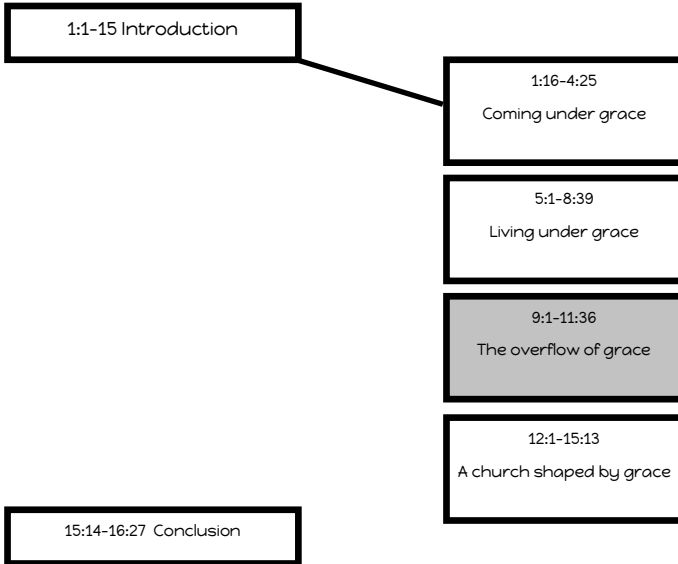 1:1-15 Introduction
1:16-4:25
Coming under grace
5:1-8:39
Living under grace
9:1-11:36
The overflow of grace
12:1-15:13
A church shaped by grace
15:14-16:27 Conclusion